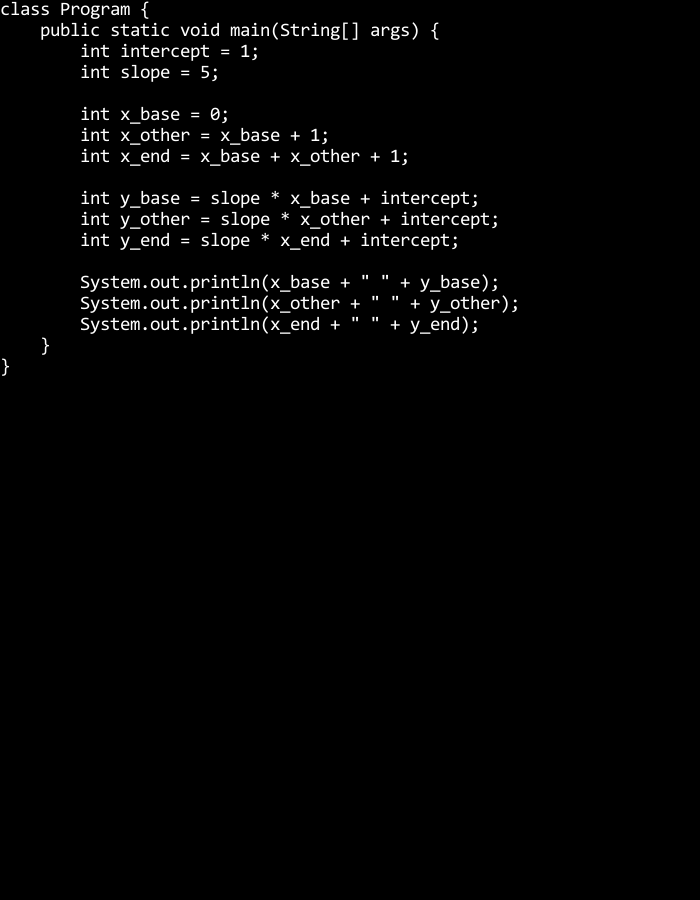 class Program {
    public static void main(String[] args) {
        int intercept = 1;
        int slope = 5;

        int x_base = 0;
        int x_other = x_base + 1;
        int x_end = x_base + x_other + 1;

        int y_base = slope * x_base + intercept;
        int y_other = slope * x_other + intercept;
        int y_end = slope * x_end + intercept;

        System.out.println(x_base + " " + y_base);
        System.out.println(x_other + " " + y_other);
        System.out.println(x_end + " " + y_end);
    }
}